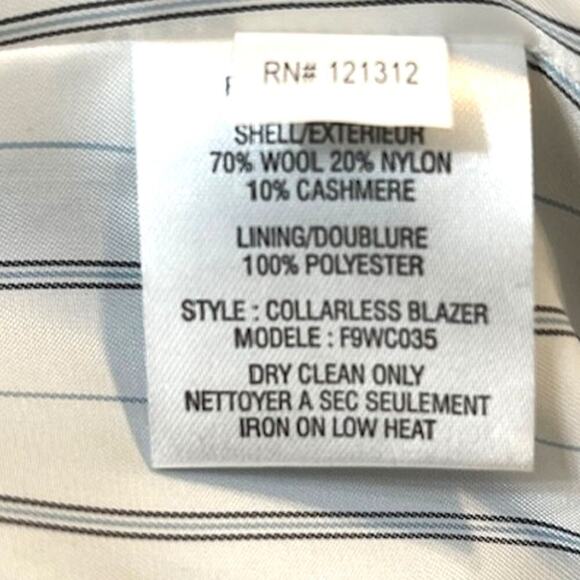 RN# 121312
SHELL/EXTERIEUR
70% WOOL 20% NYLON
10% CASHMERE
LINING/DOUBLURE
100% POLYESTER
STYLE : COLLARLESS BLAZER
MODELE : F9WC035
DRY CLEAN ONLY
NETTOYER A SEC SEULEMENT
IRON ON LOW HEAT